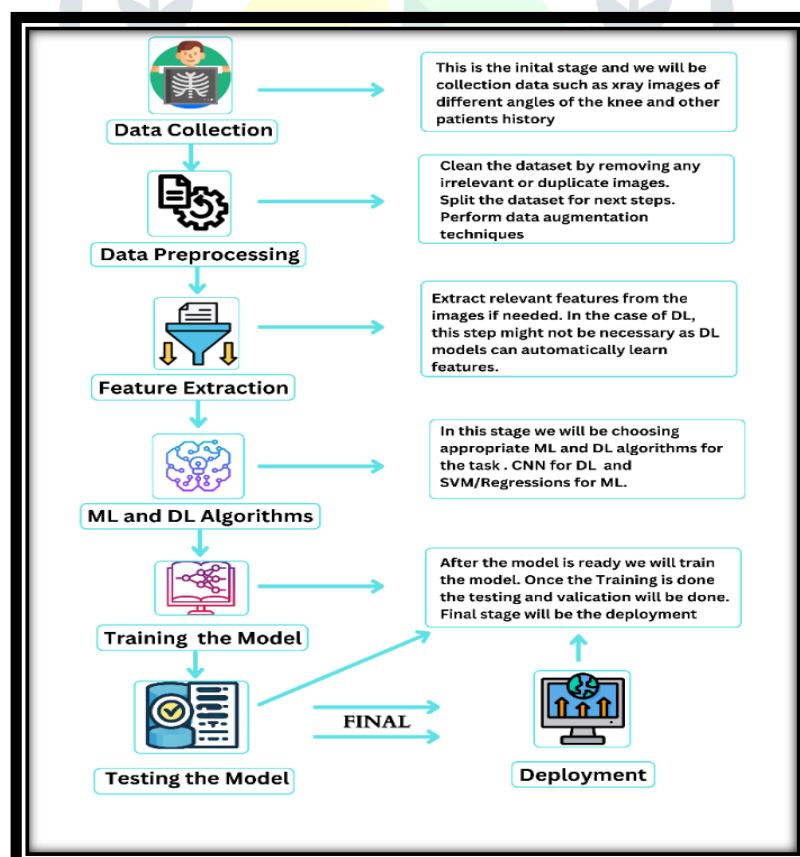 This is the inital stage and we will be
collection data such as xray images of
different angles of the knee and other
patients history
Data Collection
Clean the dataset by removing any
irrelevant or duplicate images.
Split the dataset for next steps.
Perform data augmentation
techniques
Data Preprocessing
Extract relevant features from the
images if needed. In the case of DL,
this step might not be necessary as DL
models can automatically learn
features.
Feature Extraction
In this stage we will be choosing
appropriate ML and DL algorithms for
the task . CNN for DL and
SVM/Regressions for ML.
ML and DL Algorithms
After the model is ready we will train
the model. Once the Training is done
the testing and valication will be done.
Final stage will be the deployment
Training the Model
FINAL
Testing the Model
Deployment